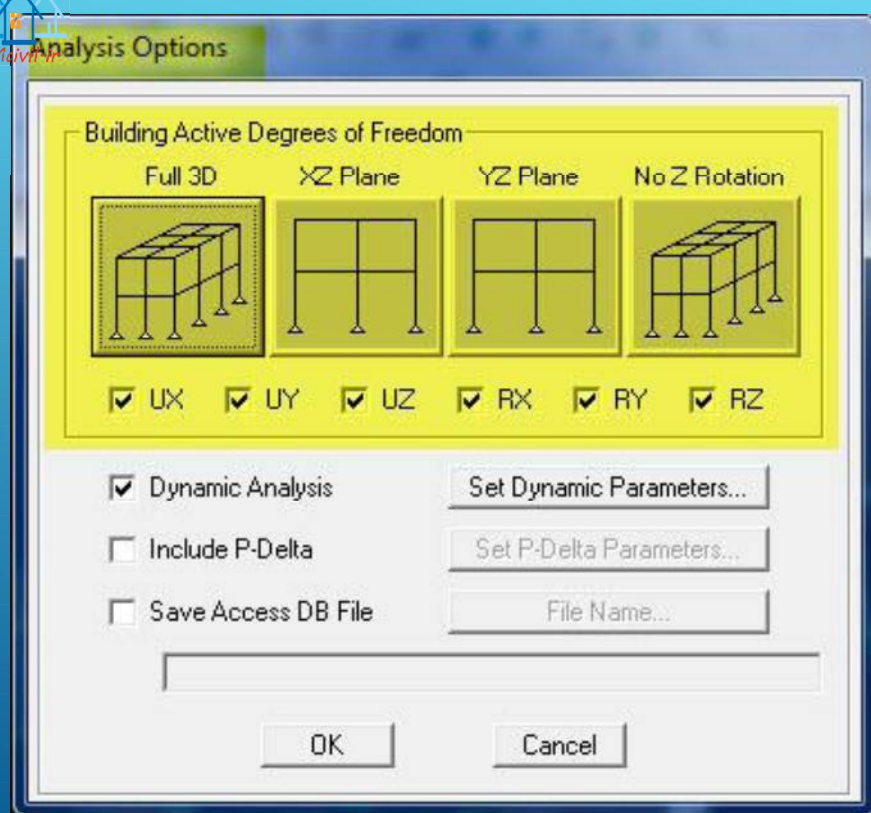 Analysis Options
Building Active Degrees of Freedom
Full 3D XZ Plane YZ Plane No Z Rotation
UX UY UZ RX RY RZ
Dynamic Analysis Set Dynamic Parameters...
Include P-Delta Set P-Delta Parameters...
Save Access DB File File Name...
OK Cancel